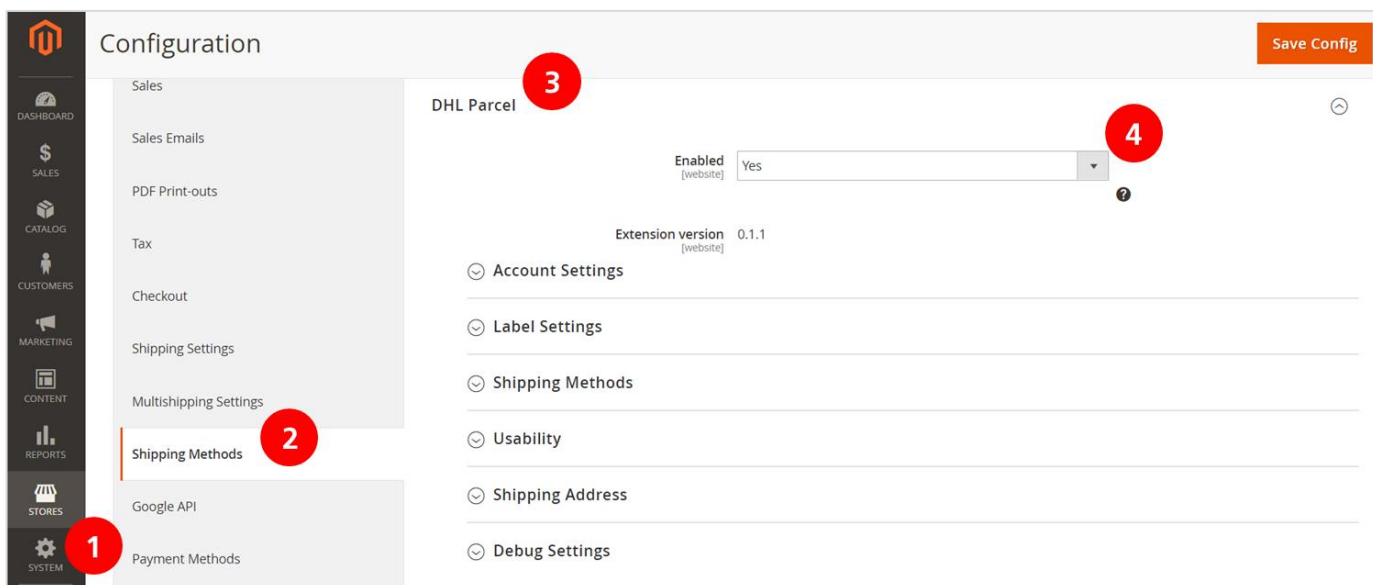 Configuration
Save Config
DASHBOARD
SALES
CATALOG
CUSTOMERS
MARKETING
CONTENT
REPORTS
STORES
SYSTEM
1
Sales
Sales Emails
PDF Print-outs
Tax
Checkout
Shipping Settings
Multishipping Settings
Shipping Methods
2
Google API
Payment Methods
DHL Parcel
3
Enabled
[website]
Yes
4
?
Extension version
[website]
0.1.1
Account Settings
Label Settings
Shipping Methods
Usability
Shipping Address
Debug Settings